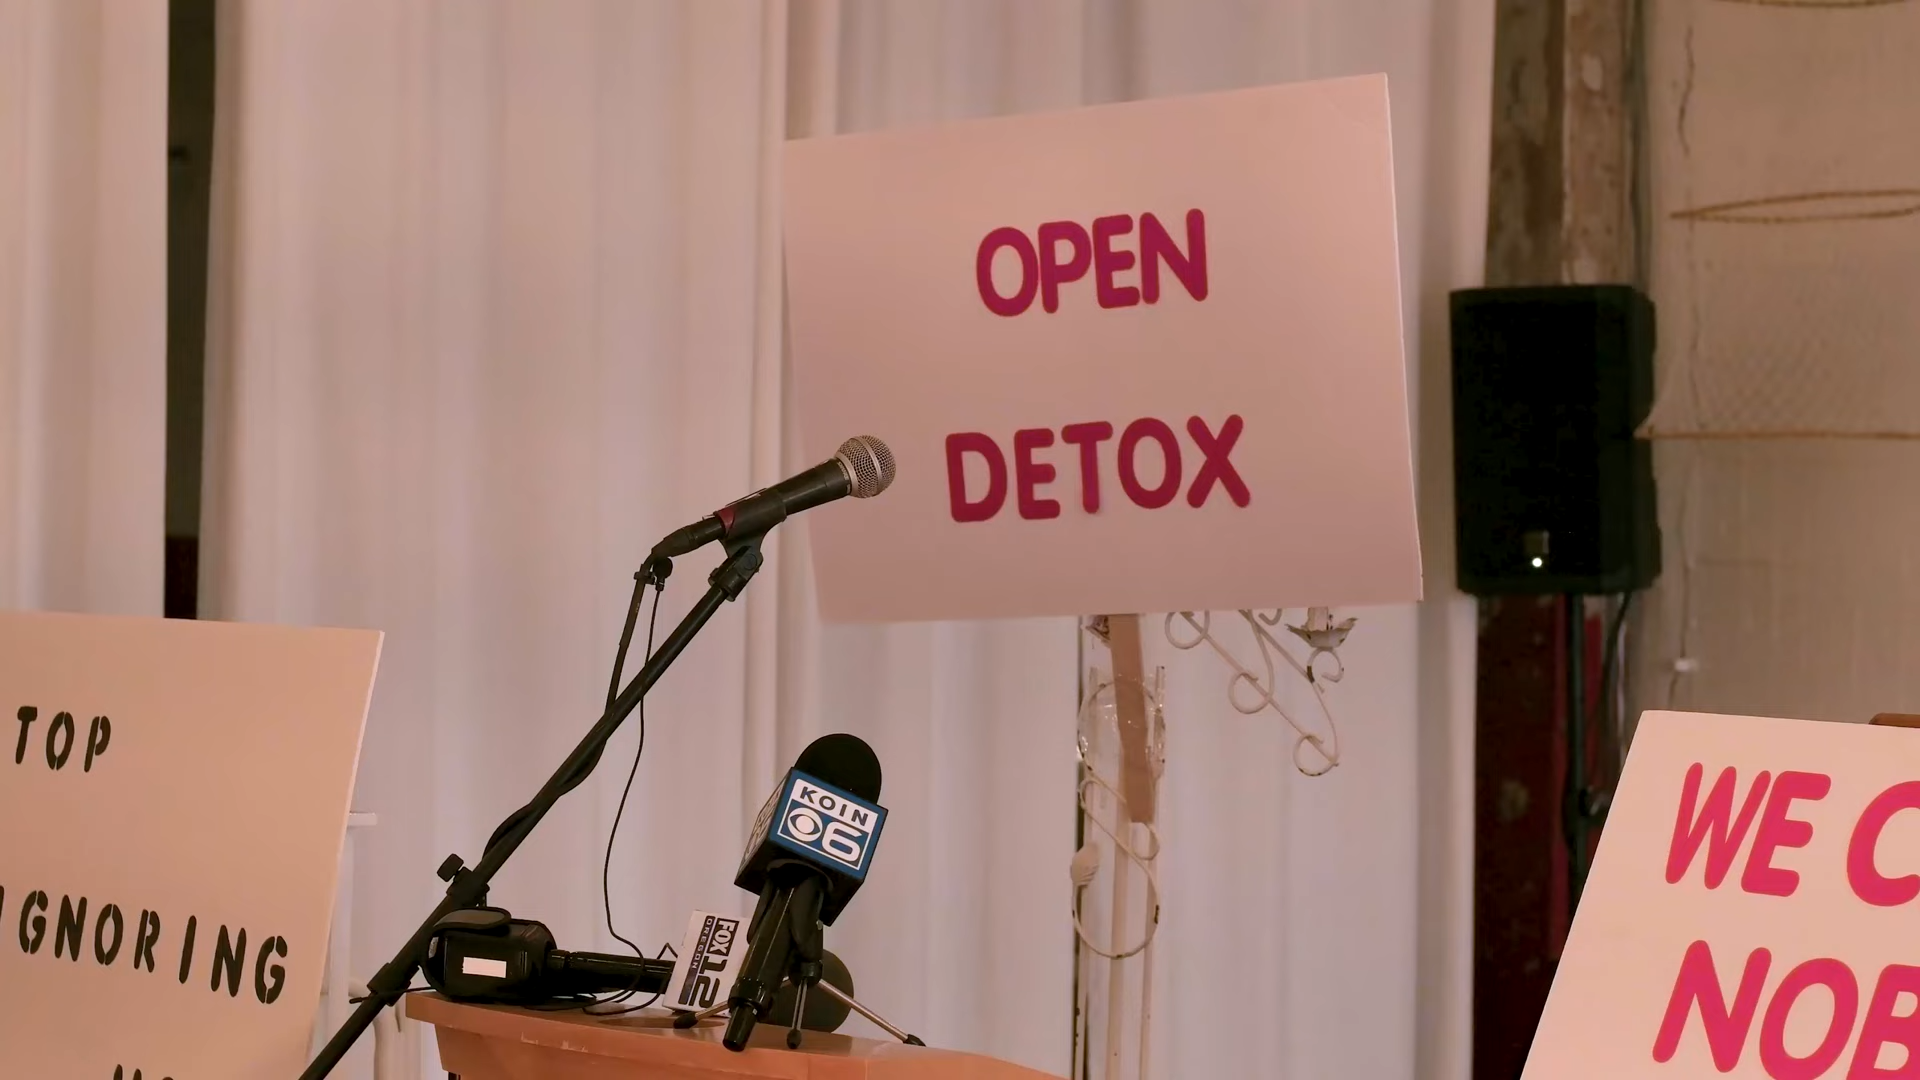 OPEN
DETOX
TOP
IGNORING
KOIN
6
FOX 12
OREGON
WE C
NOB